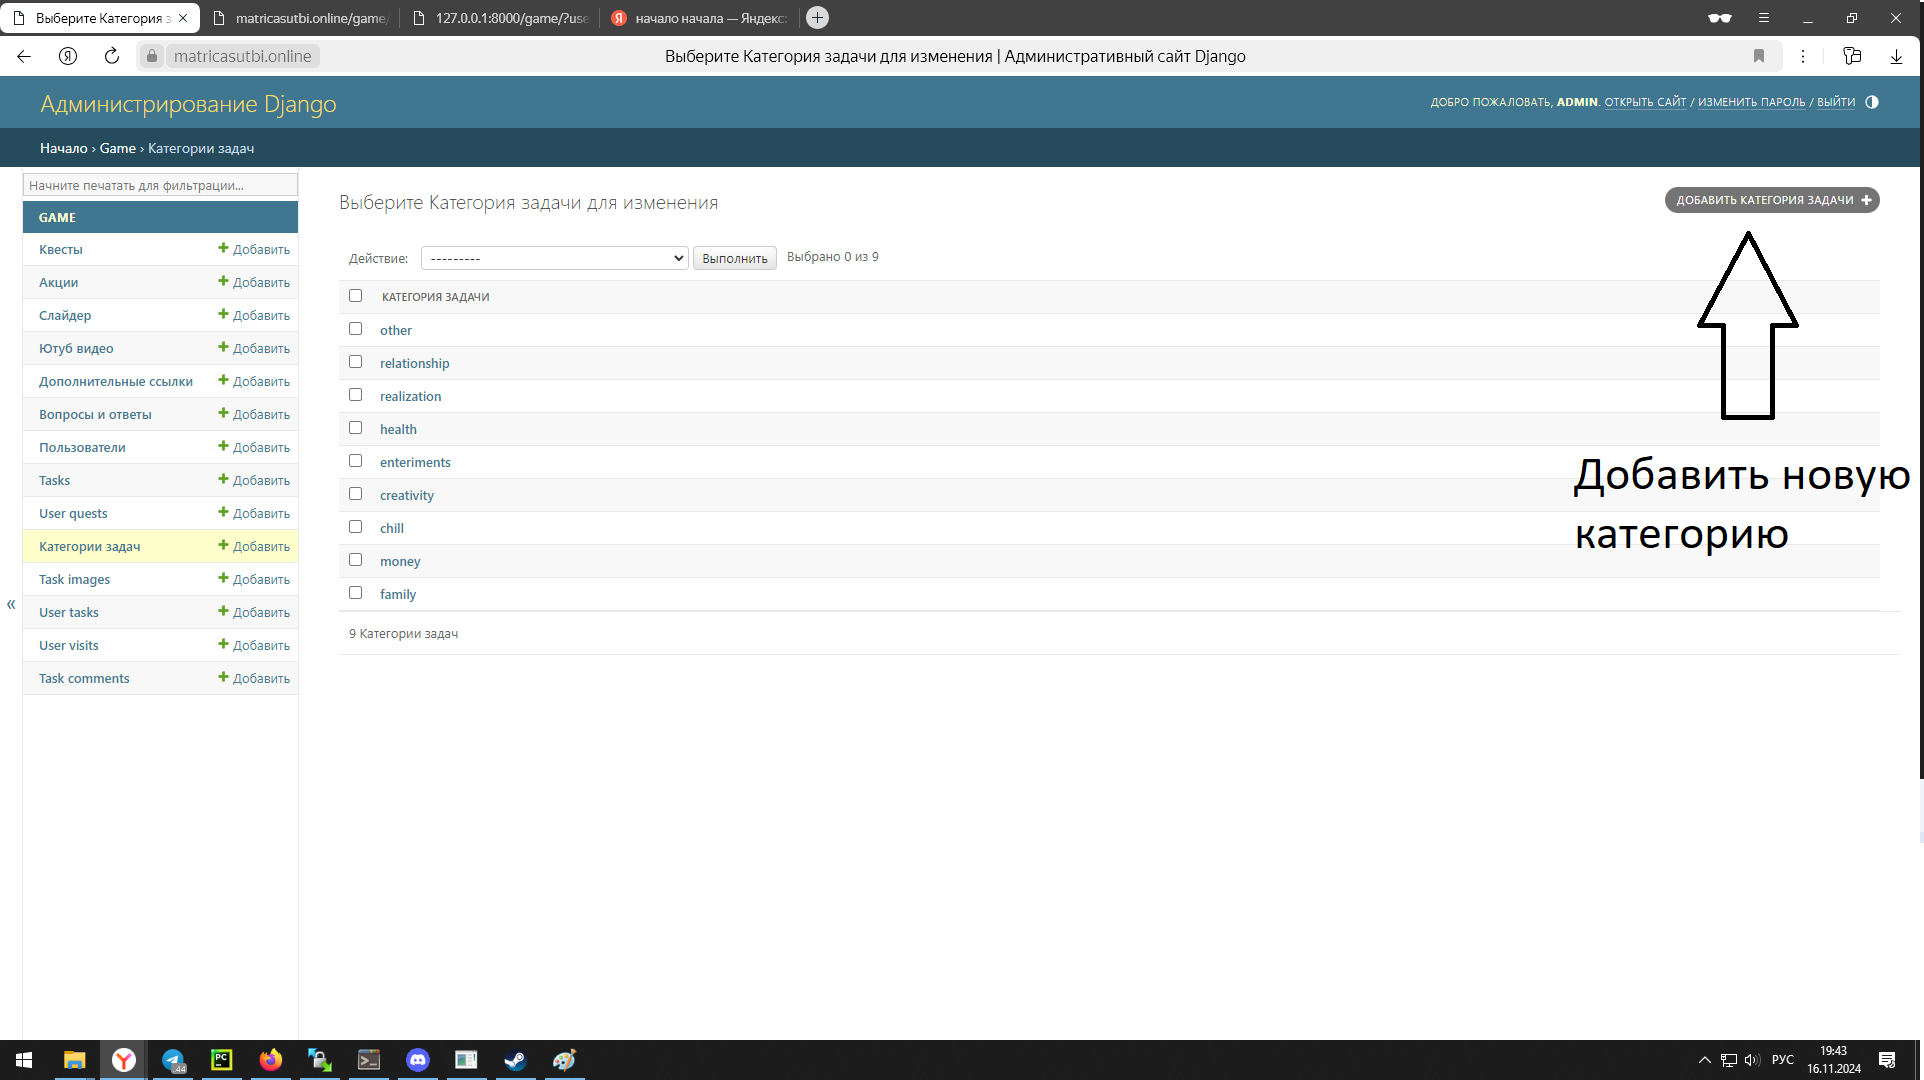 Выберите Категория з
matricasutbi.online/game/
127.0.0.1:8000/game/?use
начало начала — Яндекс:
matricasutbi.online
Выберите Категория задачи для изменения | Административный сайт Django
Администрирование Django
ДОБРО ПОЖАЛОВАТЬ, ADMIN. ОТКРЫТЬ САЙТ / ИЗМЕНИТЬ ПАРОЛЬ / ВЫЙТИ
Начало › Game › Категории задач
Начните печатать для фильтрации...
GAME
Квесты + Добавить
Акции + Добавить
Слайдер + Добавить
Ютуб видео + Добавить
Дополнительные ссылки + Добавить
Вопросы и ответы + Добавить
Пользователи + Добавить
Tasks + Добавить
User quests + Добавить
Категории задач + Добавить
Task images + Добавить
User tasks + Добавить
User visits + Добавить
Task comments + Добавить
«
Выберите Категория задачи для изменения
ДОБАВИТЬ КАТЕГОРИЯ ЗАДАЧИ +
Действие: --------- Выполнить Выбрано 0 из 9
КАТЕГОРИЯ ЗАДАЧИ
other
relationship
realization
health
enteriments
creativity
chill
money
family
9 Категории задач
Добавить новую
категорию
44
PC
РУС
19:43
16.11.2024